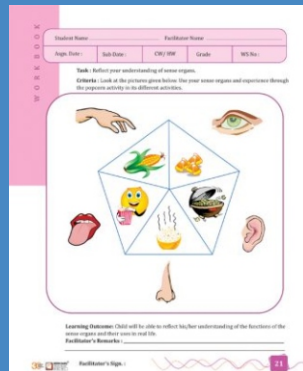 WORKBOOK
Student Name
Facilitator Name
Asgn. Date :
Sub Date :
CW/ HW
Grade
WS No :
Task : Reflect your understanding of sense organs.
Criteria : Look at the pictures given below. Use your sense organs and experience through
the popcorn activity in its different activities.
Learning Outcome: Child will be able to reflect his/her understanding of the functions of the
sense organs and their uses in real life.
Facilitator's Remarks :
Facilitator's Sign. :
21